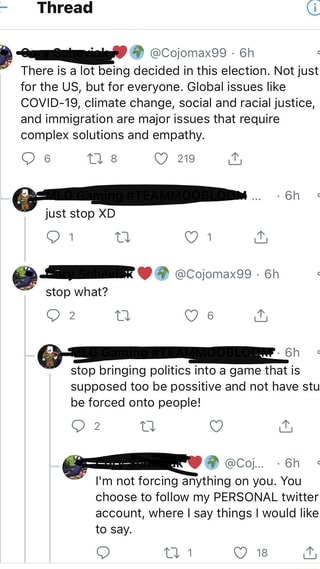 Thread
@Cojomax99 · 6h
There is a lot being decided in this election. Not just
for the US, but for everyone. Global issues like
COVID-19, climate change, social and racial justice,
and immigration are major issues that require
complex solutions and empathy.
6 8 219
... · 6h
just stop XD
1 1
@Cojomax99 · 6h
stop what?
2 6
· 6h
stop bringing politics into a game that is
supposed too be possitive and not have stu
be forced onto people!
2
@Coj... · 6h
I'm not forcing anything on you. You
choose to follow my PERSONAL twitter
account, where I say things I would like
to say.
1 18